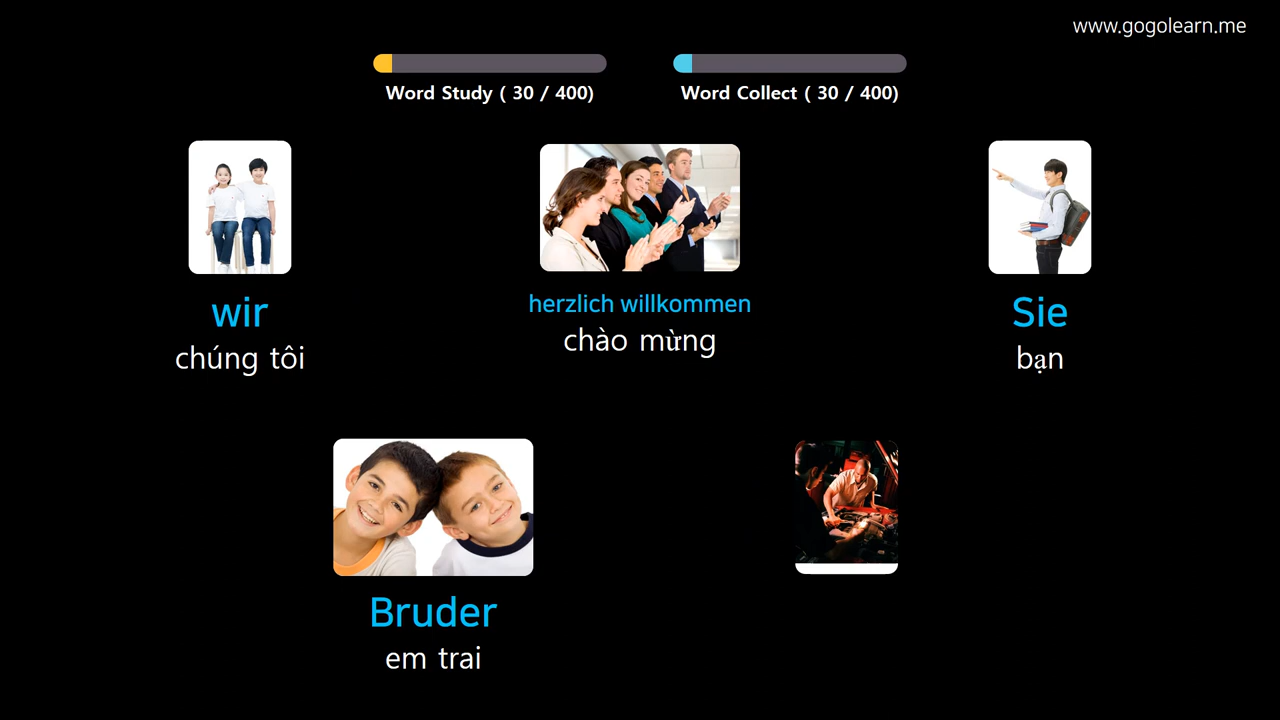 www.gogolearn.me
Word Study ( 30 / 400)
Word Collect ( 30 / 400)
wir
chúng tôi
herzlich willkommen
chào mừng
Sie
bạn
Bruder
em trai